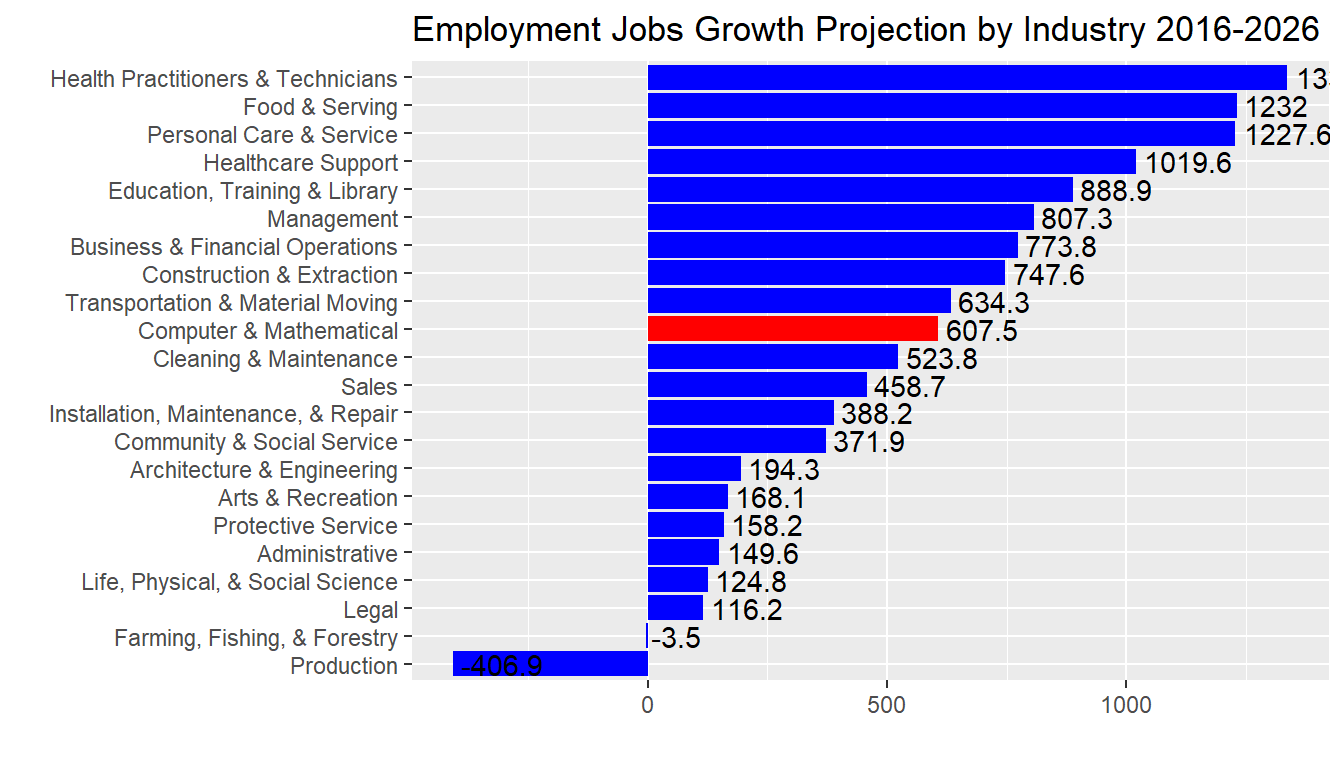 Employment Jobs Growth Projection by Industry 2016-2026
Health Practitioners & Technicians
Food & Serving 1232
Personal Care & Service 1227.6
Healthcare Support 1019.6
Education, Training & Library 888.9
Management 807.3
Business & Financial Operations 773.8
Construction & Extraction 747.6
Transportation & Material Moving 634.3
Computer & Mathematical 607.5
Cleaning & Maintenance 523.8
Sales 458.7
Installation, Maintenance, & Repair 388.2
Community & Social Service 371.9
Architecture & Engineering 194.3
Arts & Recreation 168.1
Protective Service 158.2
Administrative 149.6
Life, Physical, & Social Science 124.8
Legal 116.2
Farming, Fishing, & Forestry -3.5
Production -406.9
0 500 1000